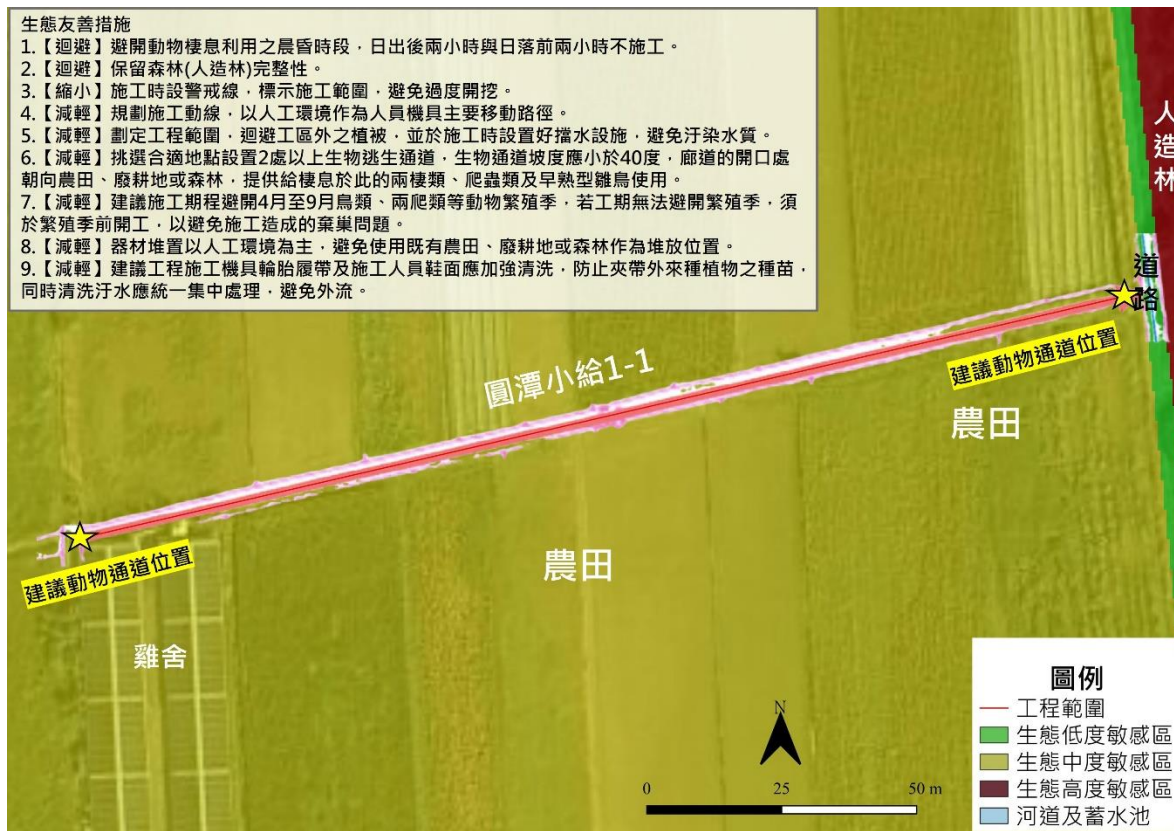 生態友善措施
1.【迴避】避開動物棲息利用之晨昏時段，日出後兩小時與日落前兩小時不施工。
2.【迴避】保留森林(人造林)完整性。
3.【縮小】施工時設警戒線，標示施工範圍，避免過度開挖。
4.【減輕】規劃施工動線，以人工環境作為人員機具主要移動路徑。
5.【減輕】劃定工程範圍，迴避工區外之植被，並於施工時設置好擋水設施，避免汙染水質。
6.【減輕】挑選合適地點設置2處以上生物逃生通道，生物通道坡度應小於40度，廊道的開口處
朝向農田、廢耕地或森林，提供給棲息於此的兩棲類、爬蟲類及早熟型雛鳥使用。
7.【減輕】建議施工期程避開4月至9月鳥類、兩爬類等動物繁殖季，若工期無法避開繁殖季，須
於繁殖季前開工，以避免施工造成的棄巢問題。
8.【減輕】器材堆置以人工環境為主，避免使用既有農田、廢耕地或森林作為堆放位置。
9.【減輕】建議工程施工機具輪胎履帶及施工人員鞋面應加強清洗，防止夾帶外來種植物之種苗，
同時清洗汙水應統一集中處理，避免外流。
人造林
道路
建議動物通道位置
圓潭小給1-1
農田
農田
建議動物通道位置
雞舍
N
0 25 50 m
圖例
工程範圍
生態低度敏感區
生態中度敏感區
生態高度敏感區
河道及蓄水池